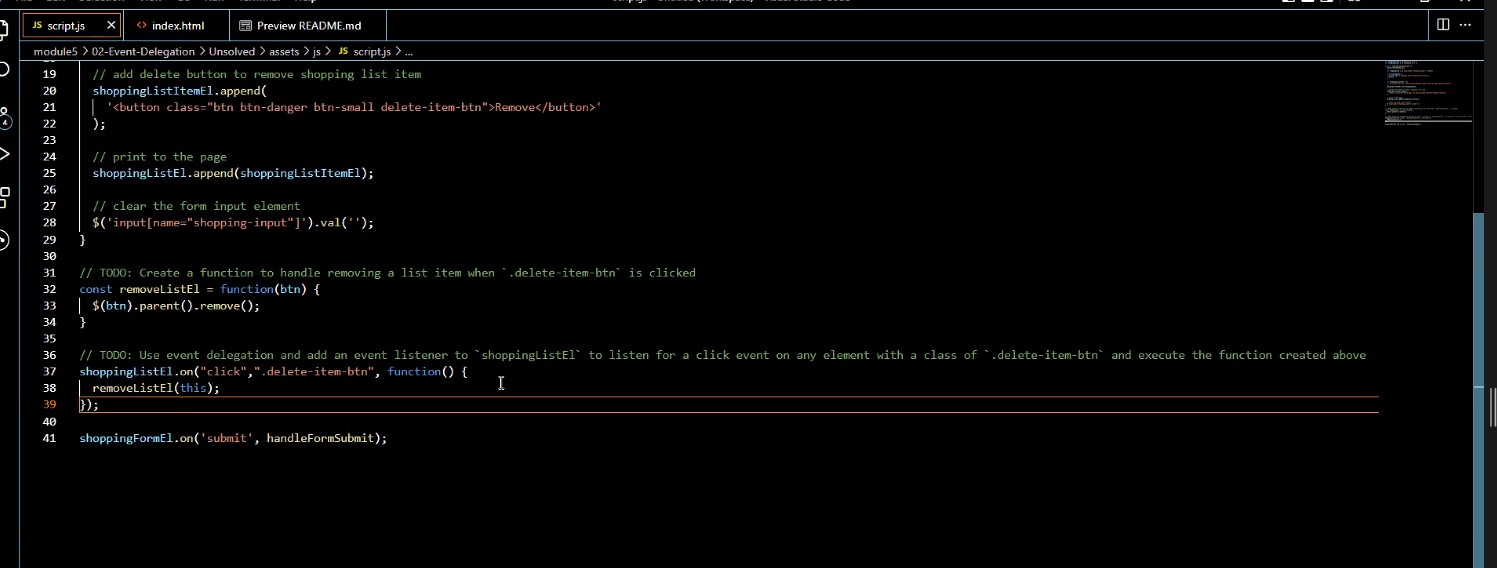 JS script.js × <> index.html Preview README.md
module5 > 02-Event-Delegation > Unsolved > assets > js > JS script.js > ...
19 // add delete button to remove shopping list item
20 shoppingListItemEl.append(
21 '<button class="btn btn-danger btn-small delete-item-btn">Remove</button>'
22 );
23
24 // print to the page
25 shoppingListEl.append(shoppingListItemEl);
26
27 // clear the form input element
28 $('input[name="shopping-input"]').val('');
29 }
30
31 // TODO: Create a function to handle removing a list item when `.delete-item-btn` is clicked
32 const removeListEl = function(btn) {
33 $(btn).parent().remove();
34 }
35
36 // TODO: Use event delegation and add an event listener to `shoppingListEl` to listen for a click event on any element with a class of `.delete-item-btn` and execute the function created above
37 shoppingListEl.on("click",".delete-item-btn", function() {
38 removeListEl(this);
39 });
40
41 shoppingFormEl.on('submit', handleFormSubmit);
4